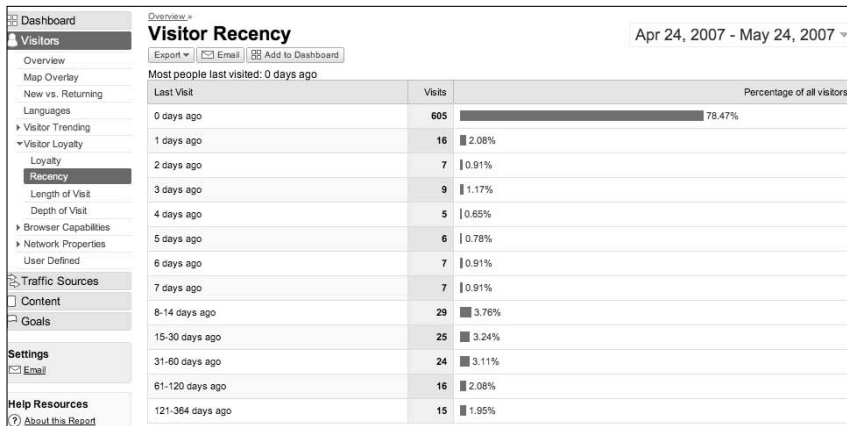 Dashboard
Visitors
Overview
Map Overlay
New vs. Returning
Languages
Visitor Trending
Visitor Loyalty
Loyalty
Recency
Length of Visit
Depth of Visit
Browser Capabilities
Network Properties
User Defined
Traffic Sources
Content
Goals
Settings
Email
Help Resources
? About this Report
Overview »
Visitor Recency
Apr 24, 2007 - May 24, 2007
Export Email Add to Dashboard
Most people last visited: 0 days ago
Last Visit Visits Percentage of all visitors
0 days ago 605 78.47%
1 days ago 16 2.08%
2 days ago 7 0.91%
3 days ago 9 1.17%
4 days ago 5 0.65%
5 days ago 6 0.78%
6 days ago 7 0.91%
7 days ago 7 0.91%
8-14 days ago 29 3.76%
15-30 days ago 25 3.24%
31-60 days ago 24 3.11%
61-120 days ago 16 2.08%
121-364 days ago 15 1.95%